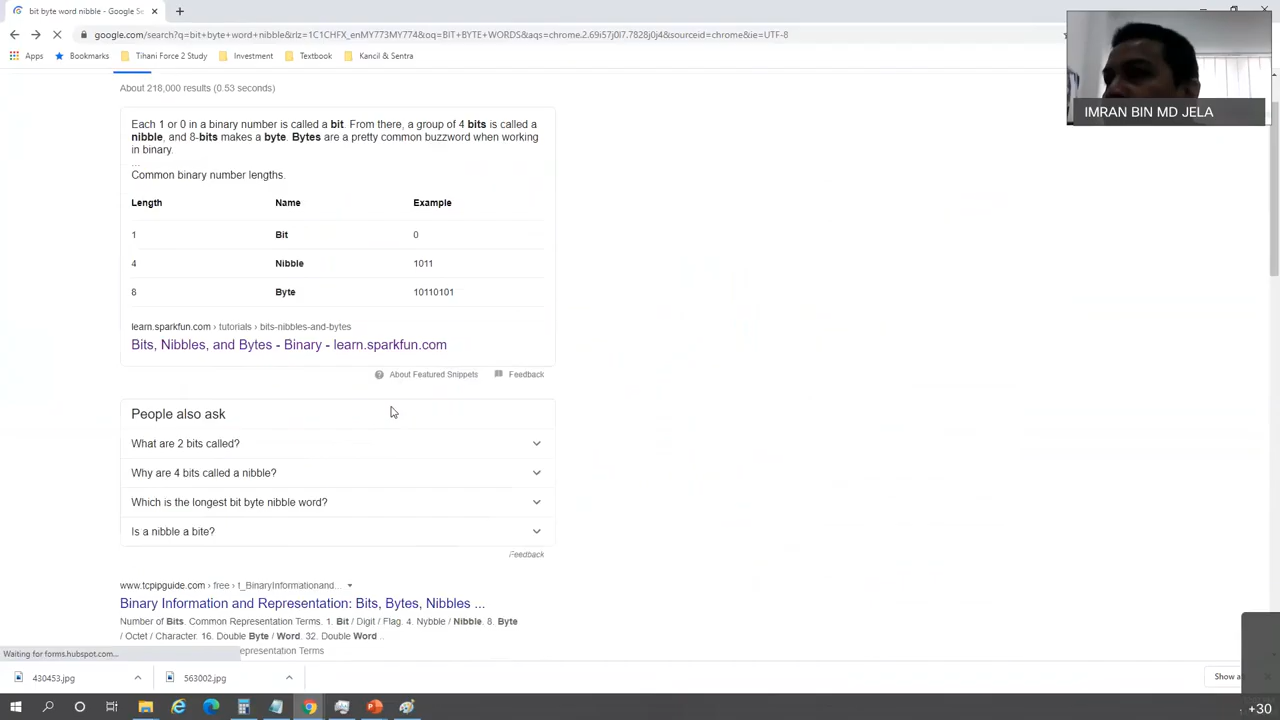 bit byte word nibble - Google Se
google.com/search?q=bit+byte+word+nibble&rlz=1C1CHFX_enMY773MY774&oq=BIT+BYTE+WORDS&aqs=chrome.2.69i57j0l7.7828j0j4&sourceid=chrome&ie=UTF-8
Apps Bookmarks Tihani Force 2 Study Investment Textbook Kancil & Sentra
IMRAN BIN MD JELA
About 218,000 results (0.53 seconds)
Each 1 or 0 in a binary number is called a bit. From there, a group of 4 bits is called a
nibble, and 8-bits makes a byte. Bytes are a pretty common buzzword when working
in binary.
...
Common binary number lengths.
Length Name Example
1 Bit 0
4 Nibble 1011
8 Byte 10110101
learn.sparkfun.com › tutorials › bits-nibbles-and-bytes
Bits, Nibbles, and Bytes - Binary - learn.sparkfun.com
About Featured Snippets Feedback
People also ask
What are 2 bits called?
Why are 4 bits called a nibble?
Which is the longest bit byte nibble word?
Is a nibble a bite?
Feedback
www.tcpipguide.com › free › t_BinaryInformationand...
Binary Information and Representation: Bits, Bytes, Nibbles ...
Number of Bits. Common Representation Terms. 1. Bit / Digit / Flag. 4. Nybble / Nibble. 8. Byte
/ Octet / Character. 16. Double Byte / Word. 32. Double Word ..
Waiting for forms.hubspot.com... epresentation Terms
430453.jpg 563002.jpg Show a
+30